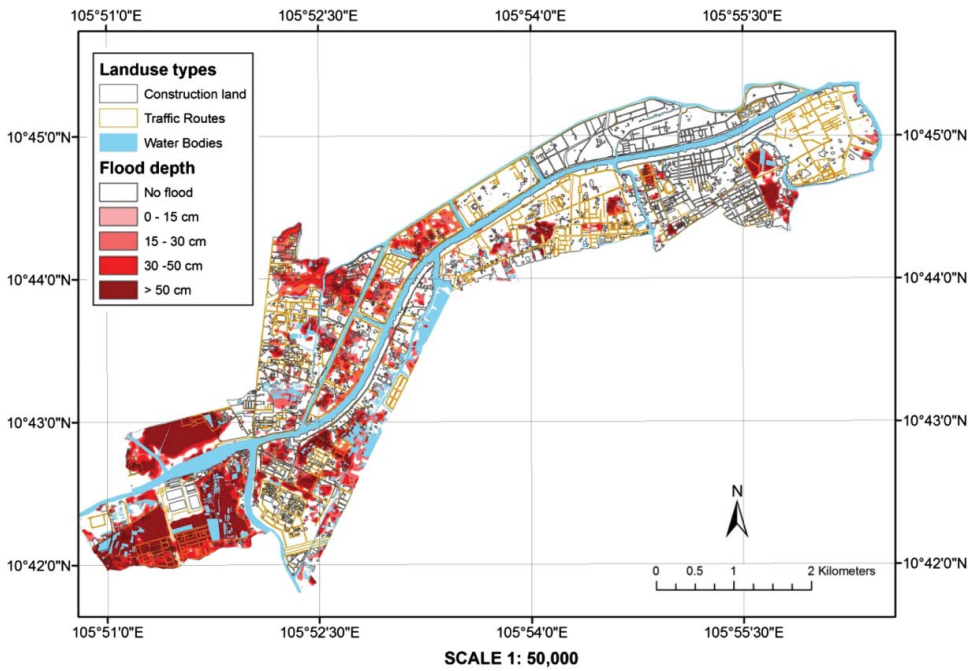 105°51'0"E 105°52'30"E 105°54'0"E 105°55'30"E
Landuse types
Construction land
Traffic Routes
Water Bodies
Flood depth
No flood
0 - 15 cm
15 - 30 cm
30 -50 cm
> 50 cm
10°45'0"N 10°45'0"N
10°44'0"N 10°44'0"N
10°43'0"N 10°43'0"N
10°42'0"N 10°42'0"N
N
0 0.5 1 2 Kilometers
105°51'0"E 105°52'30"E 105°54'0"E 105°55'30"E
SCALE 1: 50,000